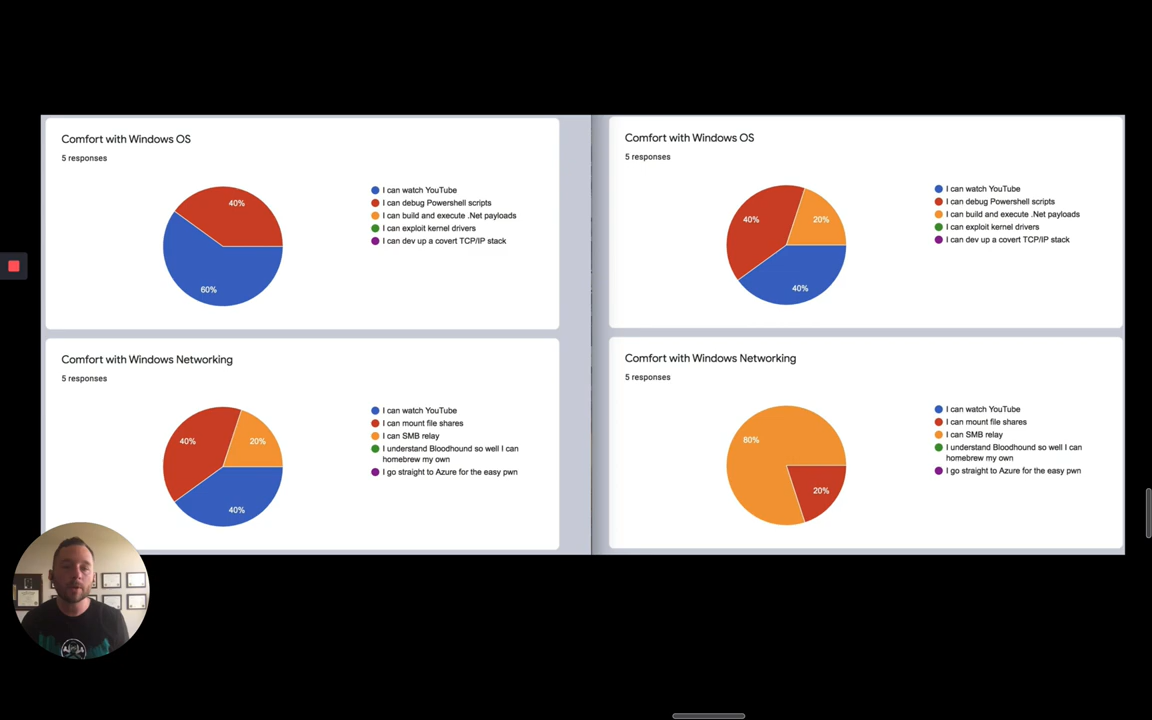 Comfort with Windows OS
5 responses
40%
60%
I can watch YouTube
I can debug Powershell scripts
I can build and execute .Net payloads
I can exploit kernel drivers
I can dev up a covert TCP/IP stack
Comfort with Windows Networking
5 responses
40%
20%
40%
I can watch YouTube
I can mount file shares
I can SMB relay
I understand Bloodhound so well I can
homebrew my own
I go straight to Azure for the easy pwn
Comfort with Windows OS
5 responses
40%
20%
40%
I can watch YouTube
I can debug Powershell scripts
I can build and execute .Net payloads
I can exploit kernel drivers
I can dev up a covert TCP/IP stack
Comfort with Windows Networking
5 responses
80%
20%
I can watch YouTube
I can mount file shares
I can SMB relay
I understand Bloodhound so well I can
homebrew my own
I go straight to Azure for the easy pwn